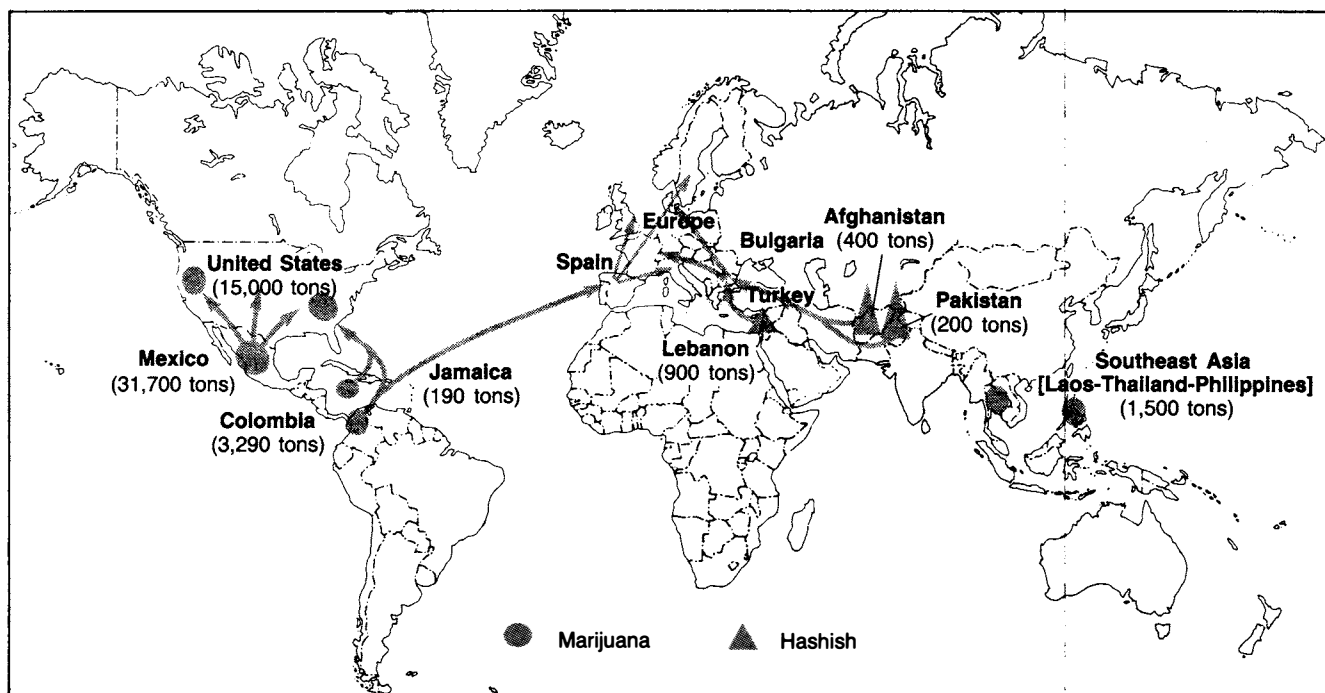 Europe
Afghanistan
(400 tons)
Bulgaria
Spain
United States
(15,000 tons)
Turkey
Pakistan
(200 tons)
Mexico
(31,700 tons)
Lebanon
(900 tons)
Jamaica
(190 tons)
Southeast Asia
[Laos-Thailand-Philippines]
(1,500 tons)
Colombia
(3,290 tons)
Marijuana
Hashish